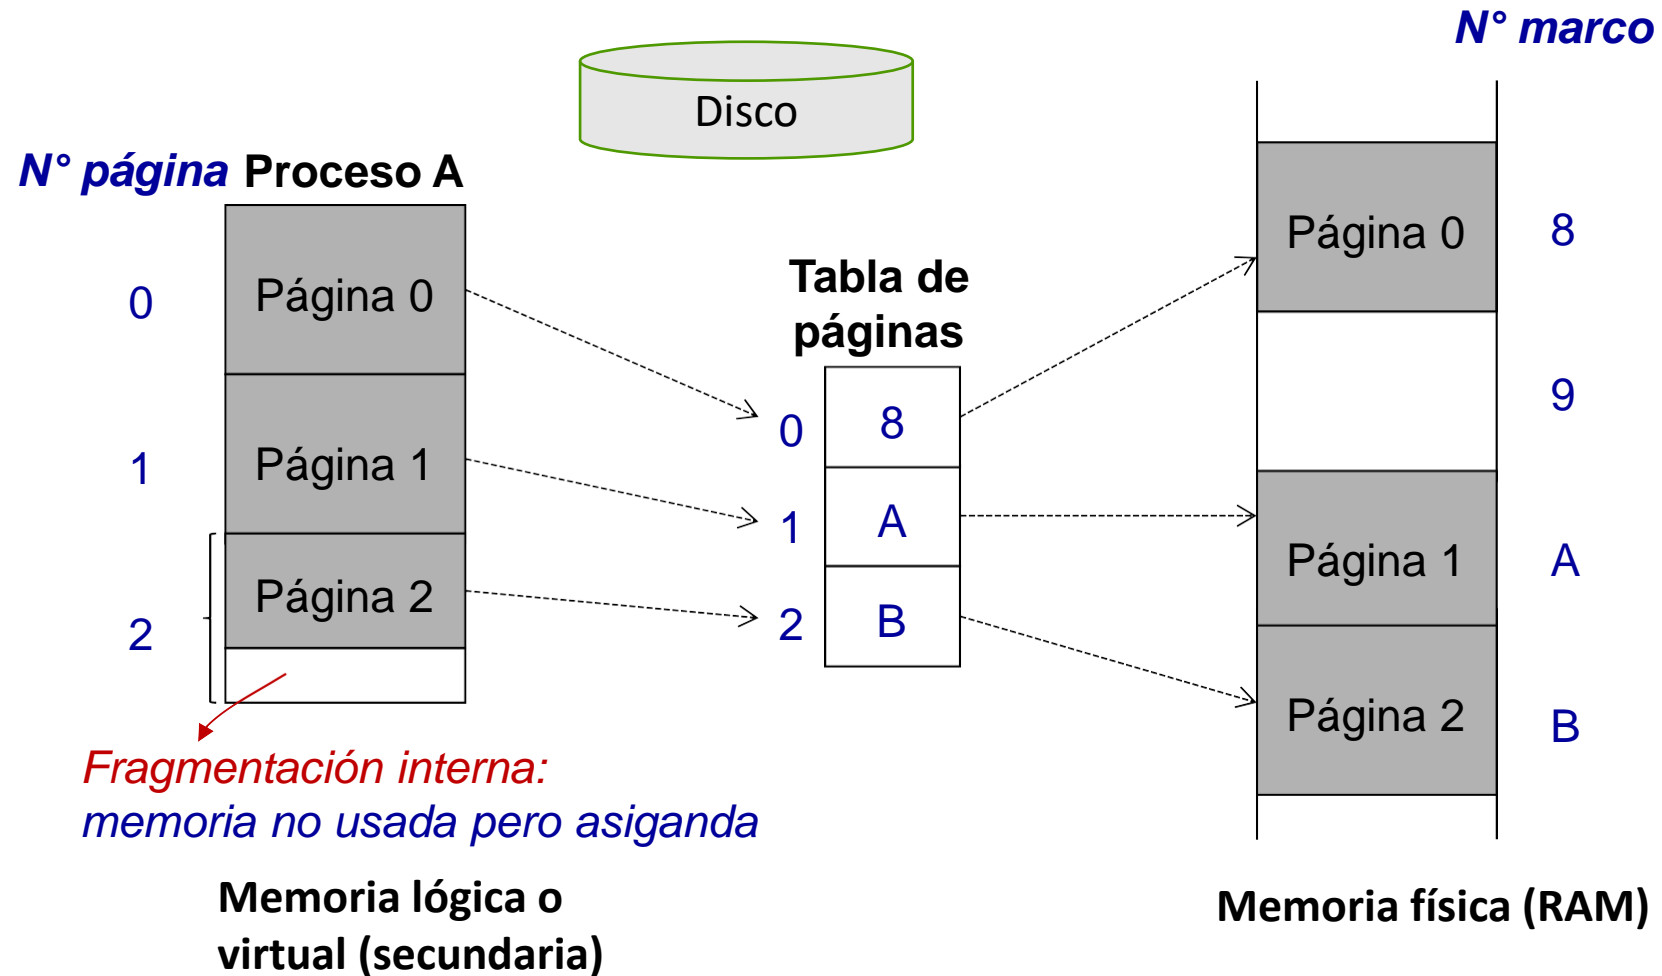 N° marco
Disco
N° página Proceso A
0
Página 0
1
Página 1
2
Página 2
Fragmentación interna:
memoria no usada pero asiganda
Memoria lógica o
virtual (secundaria)
Tabla de
páginas
0 8
1 A
2 B
Página 0 8
9
Página 1 A
Página 2 B
Memoria física (RAM)